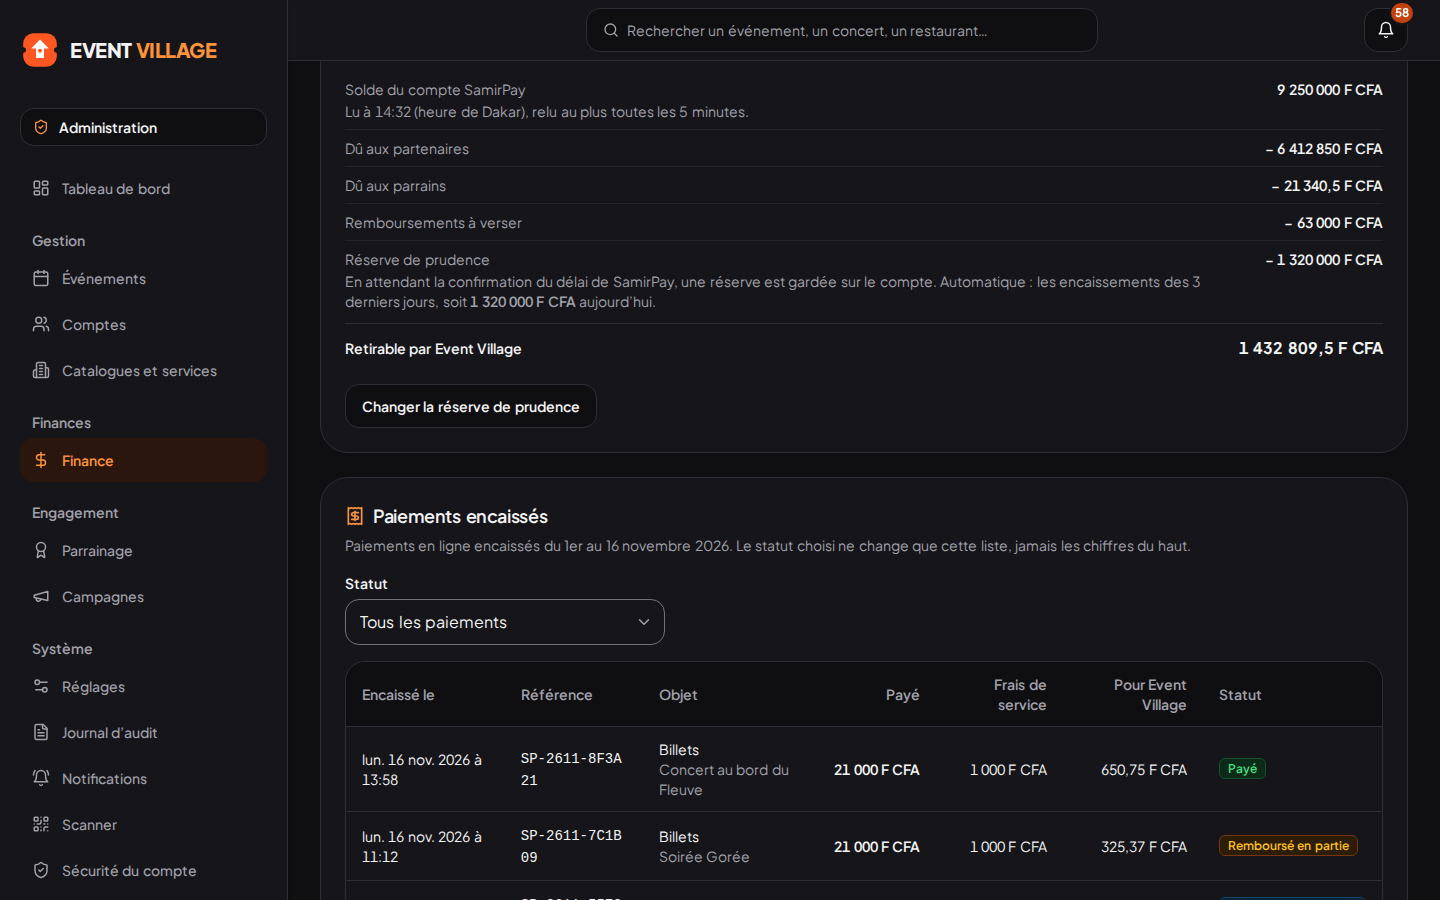 EVENT VILLAGE
Rechercher un événement, un concert, un restaurant…
58
Administration
Tableau de bord
Gestion
Événements
Comptes
Catalogues et services
Finances
Finance
Engagement
Parrainage
Campagnes
Système
Réglages
Journal d'audit
Notifications
Scanner
Sécurité du compte
Solde du compte SamirPay 9 250 000 F CFA
Lu à 14:32 (heure de Dakar), relu au plus toutes les 5 minutes.
Dû aux partenaires − 6 412 850 F CFA
Dû aux parrains − 21 340,5 F CFA
Remboursements à verser − 63 000 F CFA
Réserve de prudence − 1 320 000 F CFA
En attendant la confirmation du délai de SamirPay, une réserve est gardée sur le compte. Automatique : les encaissements des 3
derniers jours, soit 1 320 000 F CFA aujourd'hui.
Retirable par Event Village 1 432 809,5 F CFA
Changer la réserve de prudence
Paiements encaissés
Paiements en ligne encaissés du 1er au 16 novembre 2026. Le statut choisi ne change que cette liste, jamais les chiffres du haut.
Statut
Tous les paiements
Encaissé le Référence Objet Payé Frais de service Pour Event Village Statut
lun. 16 nov. 2026 à 13:58 SP-2611-8F3A21 Billets Concert au bord du Fleuve 21 000 F CFA 1 000 F CFA 650,75 F CFA Payé
lun. 16 nov. 2026 à 11:12 SP-2611-7C1B09 Billets Soirée Gorée 21 000 F CFA 1 000 F CFA 325,37 F CFA Remboursé en partie